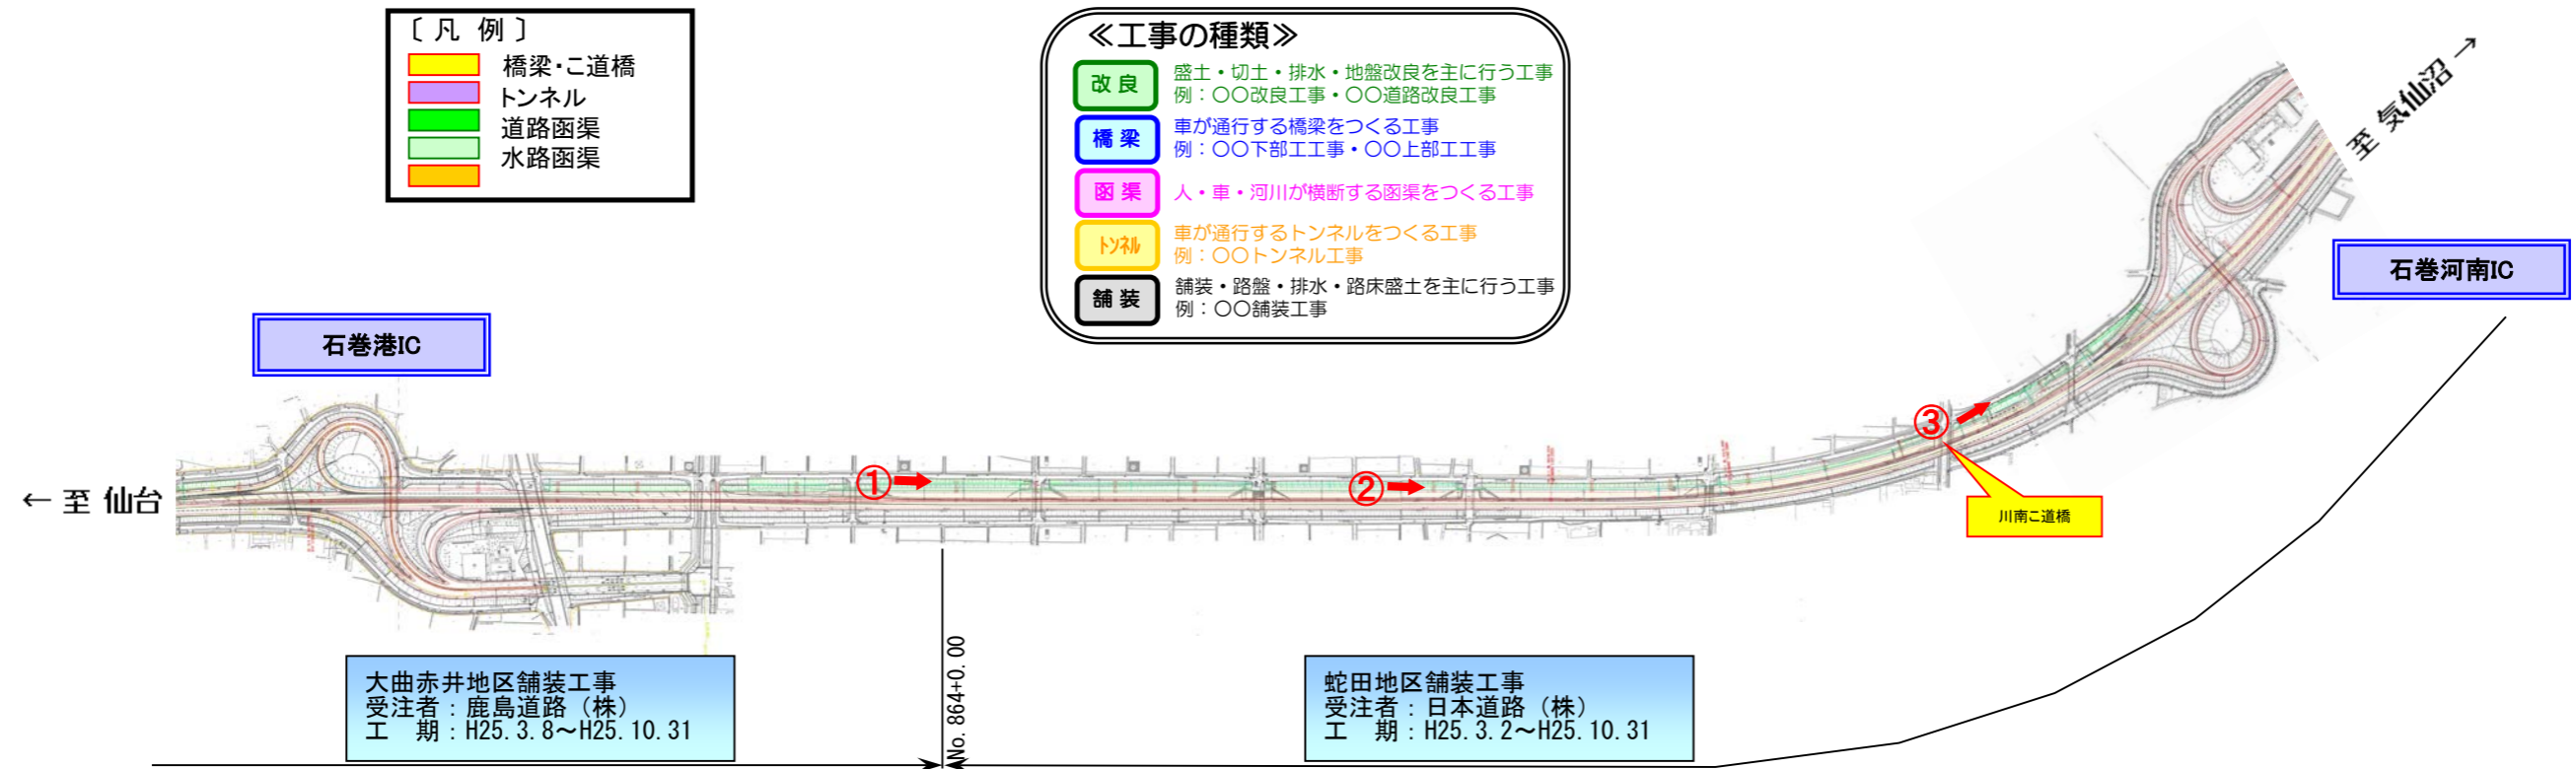 〔 凡 例 〕
橋梁・こ道橋
トンネル
道路函渠
水路函渠
≪工事の種類≫
改良
盛土・切土・排水・地盤改良を主に行う工事
例：〇〇改良工事・〇〇道路改良工事
橋梁
車が通行する橋梁をつくる工事
例：〇〇下部工工事・〇〇上部工工事
函渠
人・車・河川が横断する函渠をつくる工事
トンネル
車が通行するトンネルをつくる工事
例：〇〇トンネル工事
舗装
舗装・路盤・排水・路床盛土を主に行う工事
例：〇〇舗装工事
至 気仙沼 →
石巻河南IC
石巻港IC
← 至 仙台
①
②
③
川南こ道橋
No. 864+0.00
大曲赤井地区舗装工事
受注者：鹿島道路（株）
工　期：H25.3.8～H25.10.31
蛇田地区舗装工事
受注者：日本道路（株）
工　期：H25.3.2～H25.10.31